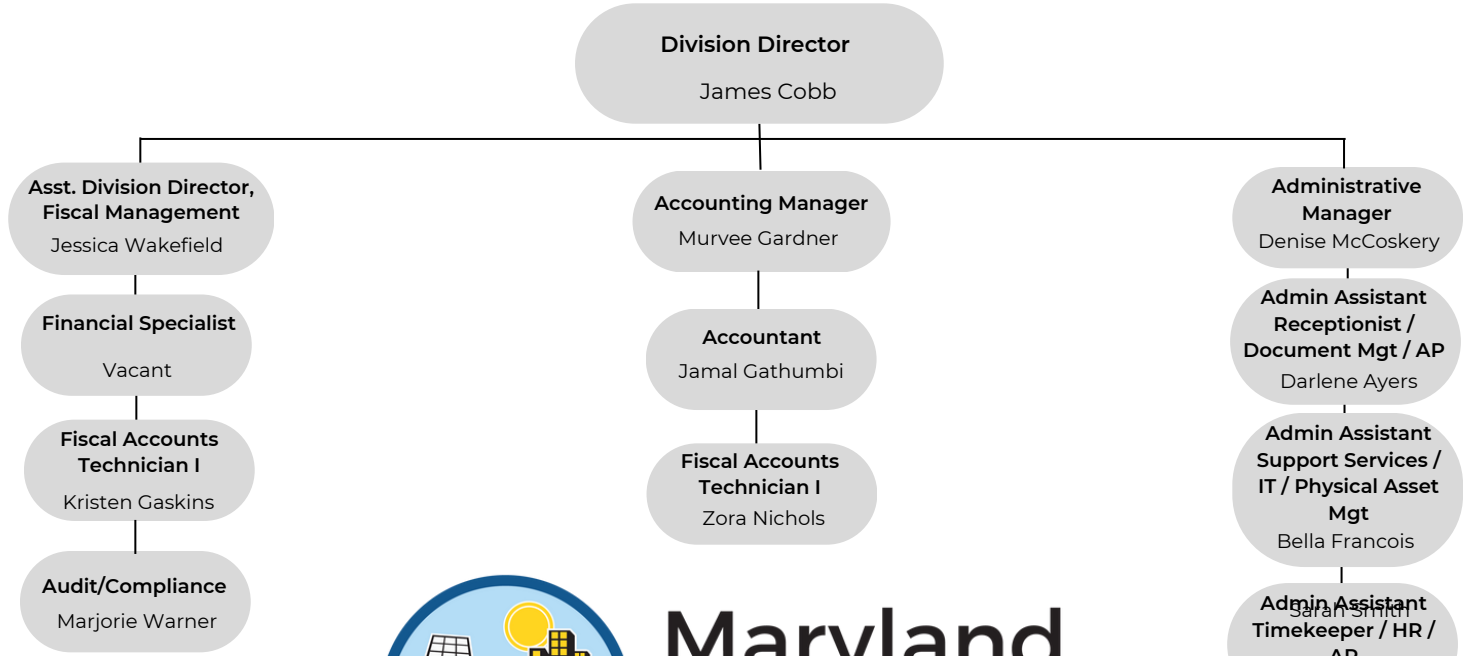 Division Director
James Cobb
Asst. Division Director,
Fiscal Management
Jessica Wakefield
Financial Specialist
Vacant
Fiscal Accounts
Technician I
Kristen Gaskins
Audit/Compliance
Marjorie Warner
Accounting Manager
Murvee Gardner
Accountant
Jamal Gathumbi
Fiscal Accounts
Technician I
Zora Nichols
Administrative
Manager
Denise McCoskery
Admin Assistant
Receptionist /
Document Mgt / AP
Darlene Ayers
Admin Assistant
Support Services /
IT / Physical Asset
Mgt
Bella Francois
Admin Assistant
Sarah Smith
Timekeeper / HR /
AP
Maryland